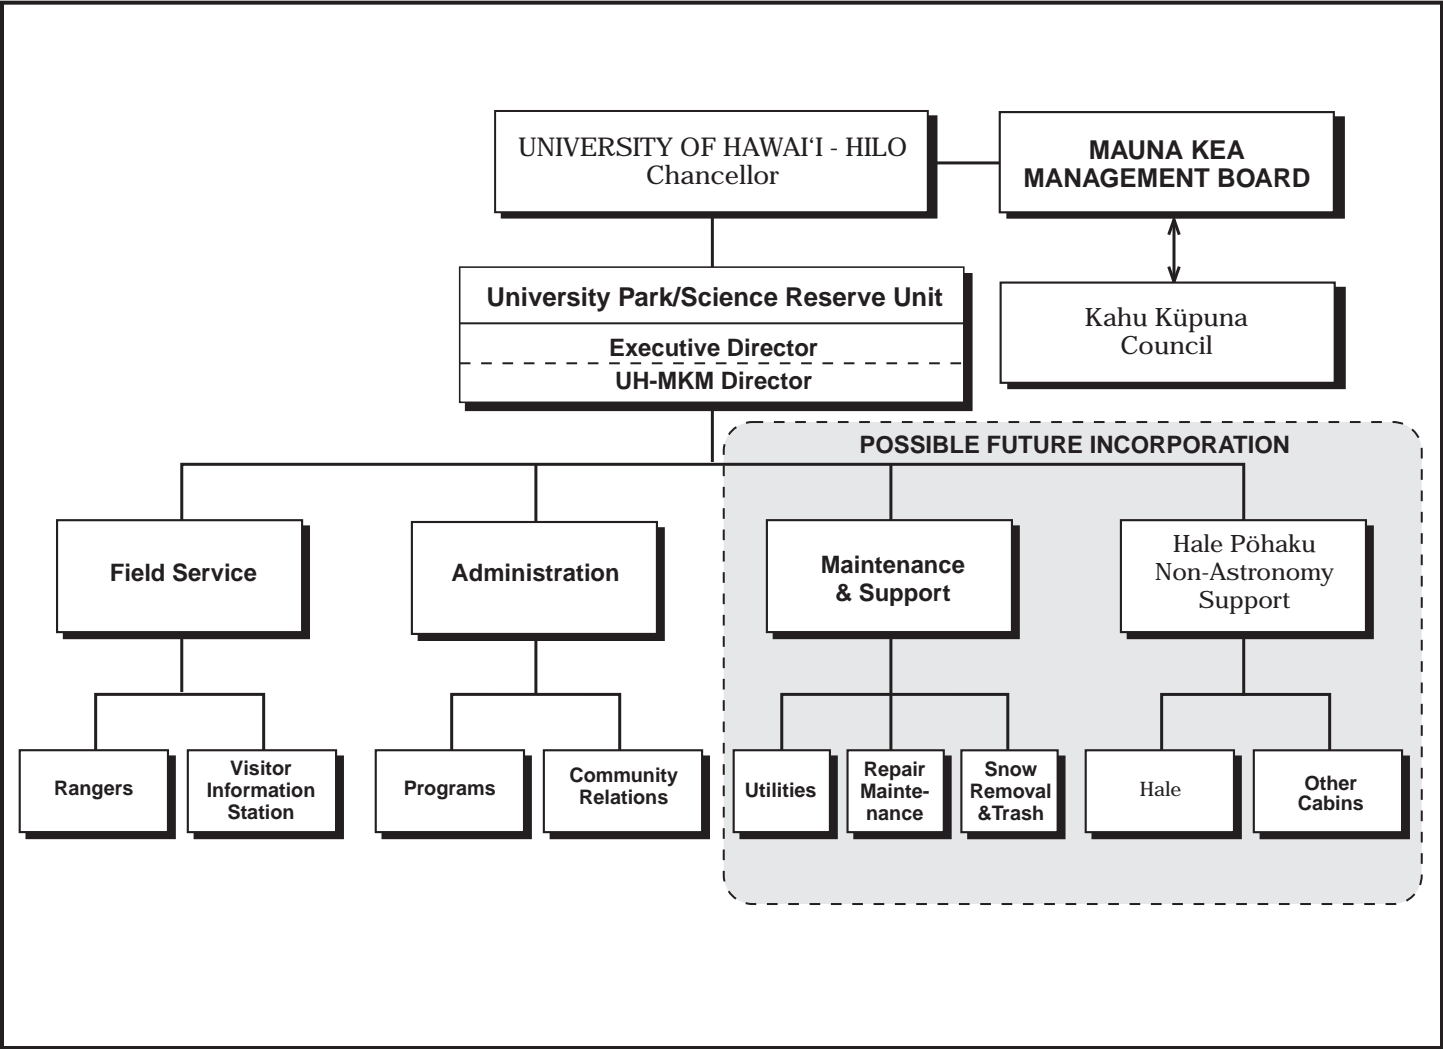 UNIVERSITY OF HAWAI‘I - HILO
Chancellor
MAUNA KEA
MANAGEMENT BOARD
University Park/Science Reserve Unit
Executive Director
UH-MKM Director
Kahu Küpuna
Council
POSSIBLE FUTURE INCORPORATION
Field Service
Administration
Maintenance
& Support
Hale Pöhaku
Non-Astronomy
Support
Rangers
Visitor
Information
Station
Programs
Community
Relations
Utilities
Repair
Mainte-
nance
Snow
Removal
&Trash
Hale
Other
Cabins